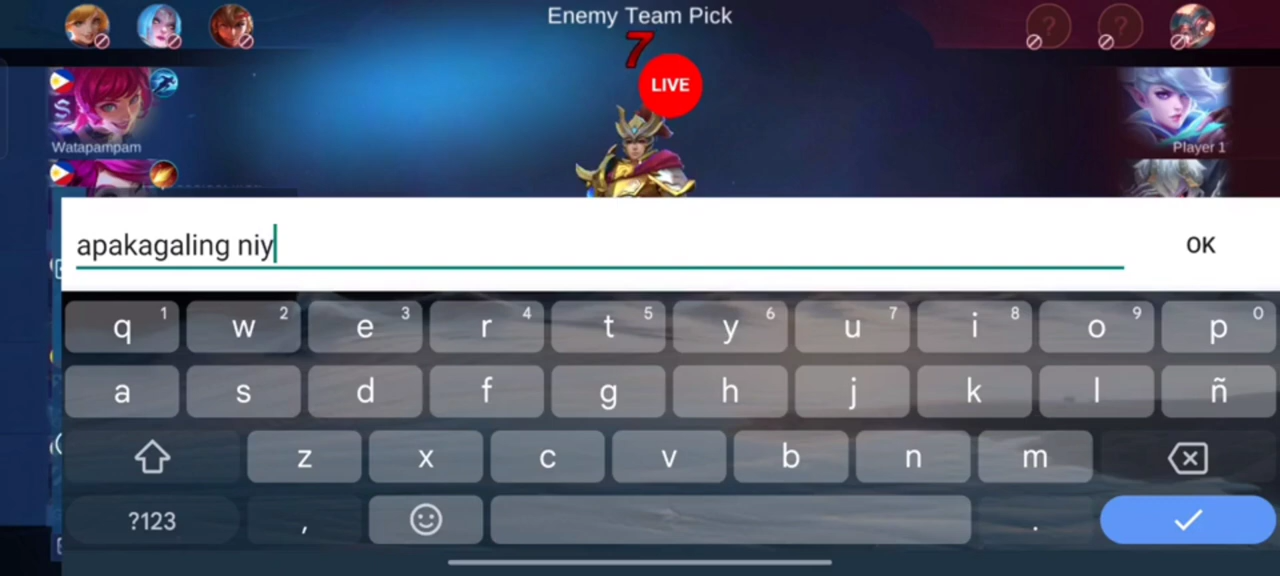 Enemy Team Pick
7
LIVE
Watapampam
Player 1
apakagaling niy
OK
q 1 w 2 e 3 r 4 t 5 y 6 u 7 i 8 o 9 p 0
a s d f g h j k l ñ
z x c v b n m
?123 , .